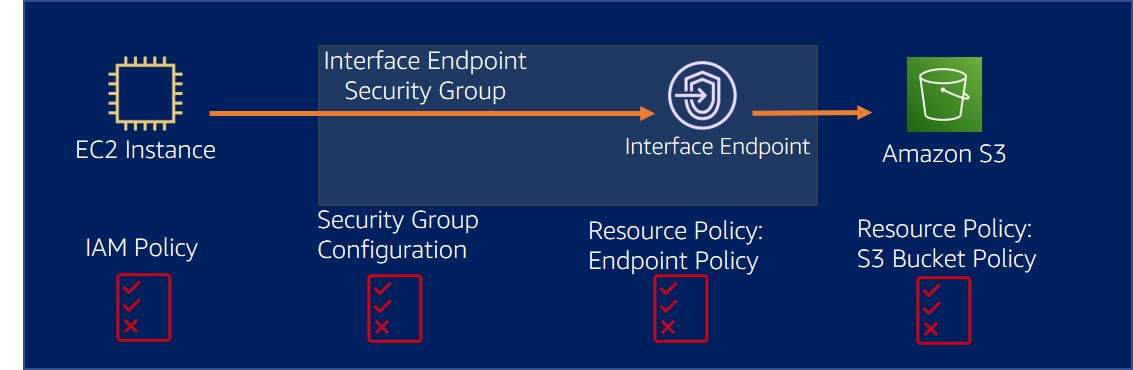 Interface Endpoint
Security Group
EC2 Instance
Interface Endpoint
Amazon S3
IAM Policy
Security Group
Configuration
Resource Policy:
Endpoint Policy
Resource Policy:
S3 Bucket Policy